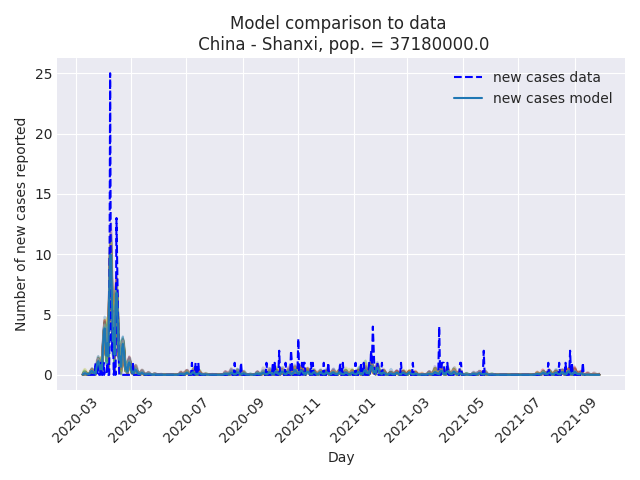 Model comparison to data
China - Shanxi, pop. = 37180000.0
new cases data
new cases model
Number of new cases reported
25
20
15
10
5
0
2020-03
2020-05
2020-07
2020-09
2020-11
2021-01
2021-03
2021-05
2021-07
2021-09
Day